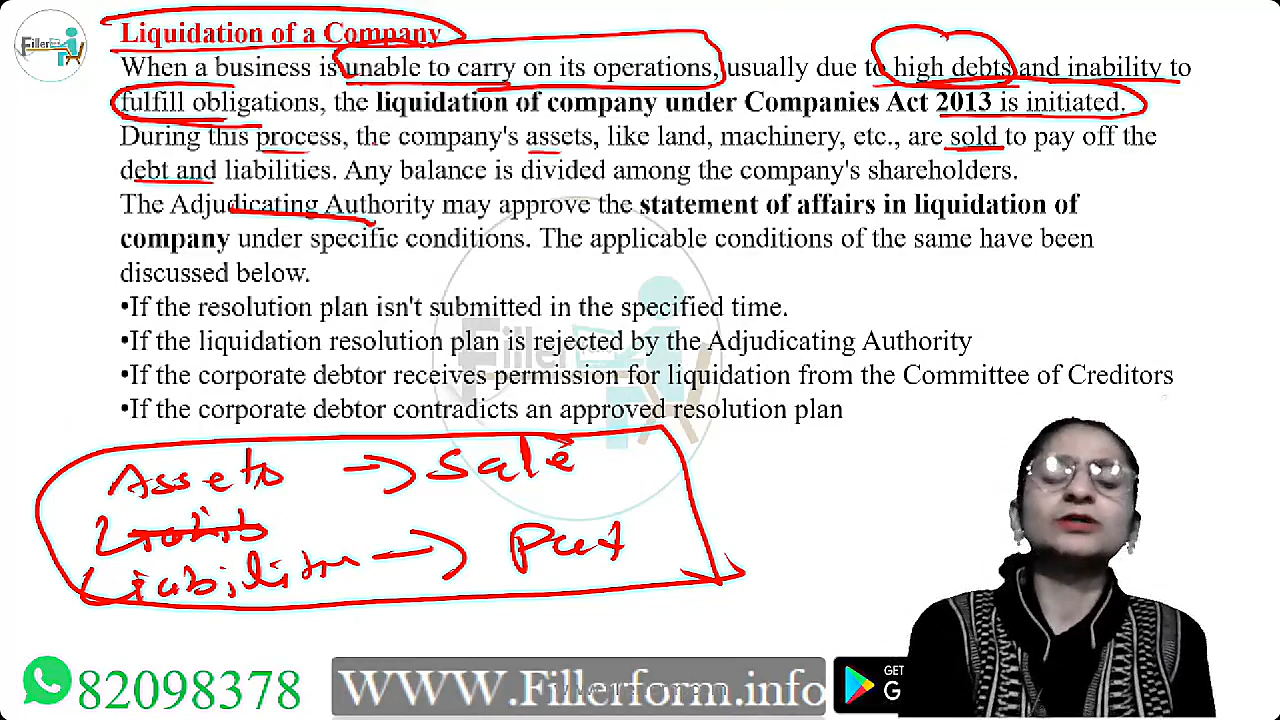 Filler
Liquidation of a Company
When a business is unable to carry on its operations, usually due to high debts and inability to
fulfill obligations, the liquidation of company under Companies Act 2013 is initiated.
During this process, the company's assets, like land, machinery, etc., are sold to pay off the
debt and liabilities. Any balance is divided among the company's shareholders.
The Adjudicating Authority may approve the statement of affairs in liquidation of
company under specific conditions. The applicable conditions of the same have been
discussed below.
•If the resolution plan isn't submitted in the specified time.
•If the liquidation resolution plan is rejected by the Adjudicating Authority
•If the corporate debtor receives permission for liquidation from the Committee of Creditors
•If the corporate debtor contradicts an approved resolution plan
Filler
Assets → Sale
→
82098378
WWW.Fillerform.info
GET
G